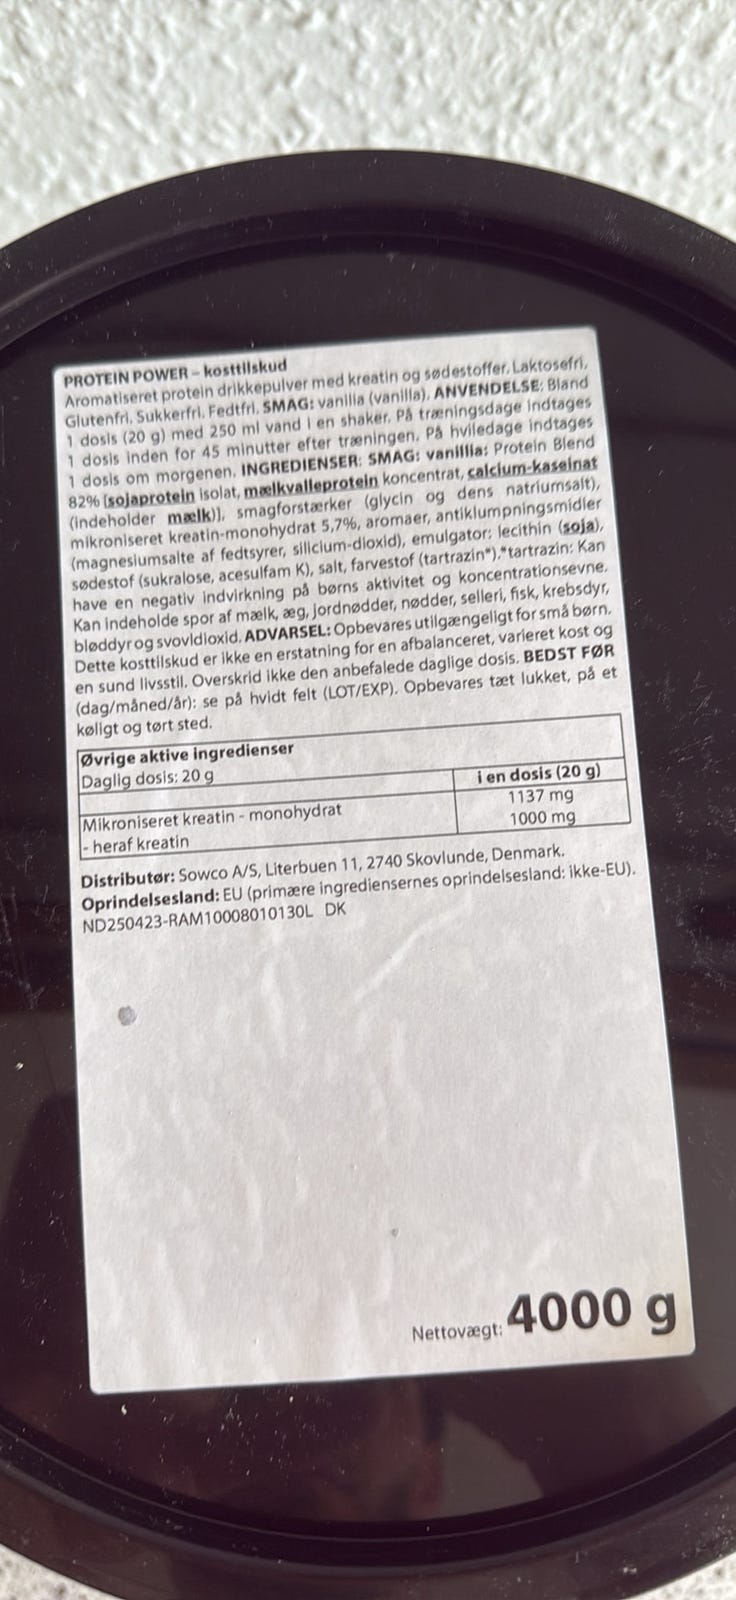 PROTEIN POWER – kosttilskud
Aromatiseret protein drikkepulver med kreatin og sødestoffer. Laktosefri,
Glutenfri, Sukkerfri, Fedtfri. SMAG: vanilla (vanilla). ANVENDELSE: Bland
1 dosis (20 g) med 250 ml vand i en shaker. På træningsdage indtages
1 dosis inden for 45 minutter efter træningen. På hviledage indtages
1 dosis om morgenen. INGREDIENSER: SMAG: vanillia: Protein Blend
82% [sojaprotein isolat, mælkvalleprotein koncentrat, calcium-kaseinat
(indeholder mælk)], smagforstærker (glycin og dens natriumsalt),
mikroniseret kreatin-monohydrat 5,7%, aromaer, antiklumpningsmidler
(magnesiumsalte af fedtsyrer, silicium-dioxid), emulgator: lecithin (soja),
sødestof (sukralose, acesulfam K), salt, farvestof (tartrazin*).*tartrazin: Kan
have en negativ indvirkning på børns aktivitet og koncentrationsevne.
Kan indeholde spor af mælk, æg, jordnødder, nødder, selleri, fisk, krebsdyr,
bløddyr og svovldioxid. ADVARSEL: Opbevares utilgængeligt for små børn.
Dette kosttilskud er ikke en erstatning for en afbalanceret, varieret kost og
en sund livsstil. Overskrid ikke den anbefalede daglige dosis. BEDST FØR
(dag/måned/år): se på hvidt felt (LOT/EXP). Opbevares tæt lukket, på et
køligt og tørt sted.
Øvrige aktive ingredienser
Daglig dosis: 20 g
i en dosis (20 g)
Mikroniseret kreatin - monohydrat
1137 mg
- heraf kreatin
1000 mg
Distributør: Sowco A/S, Literbuen 11, 2740 Skovlunde, Denmark.
Oprindelsesland: EU (primære ingrediensernes oprindelsesland: ikke-EU).
ND250423-RAM10008010130L DK
Nettovægt: 4000 g